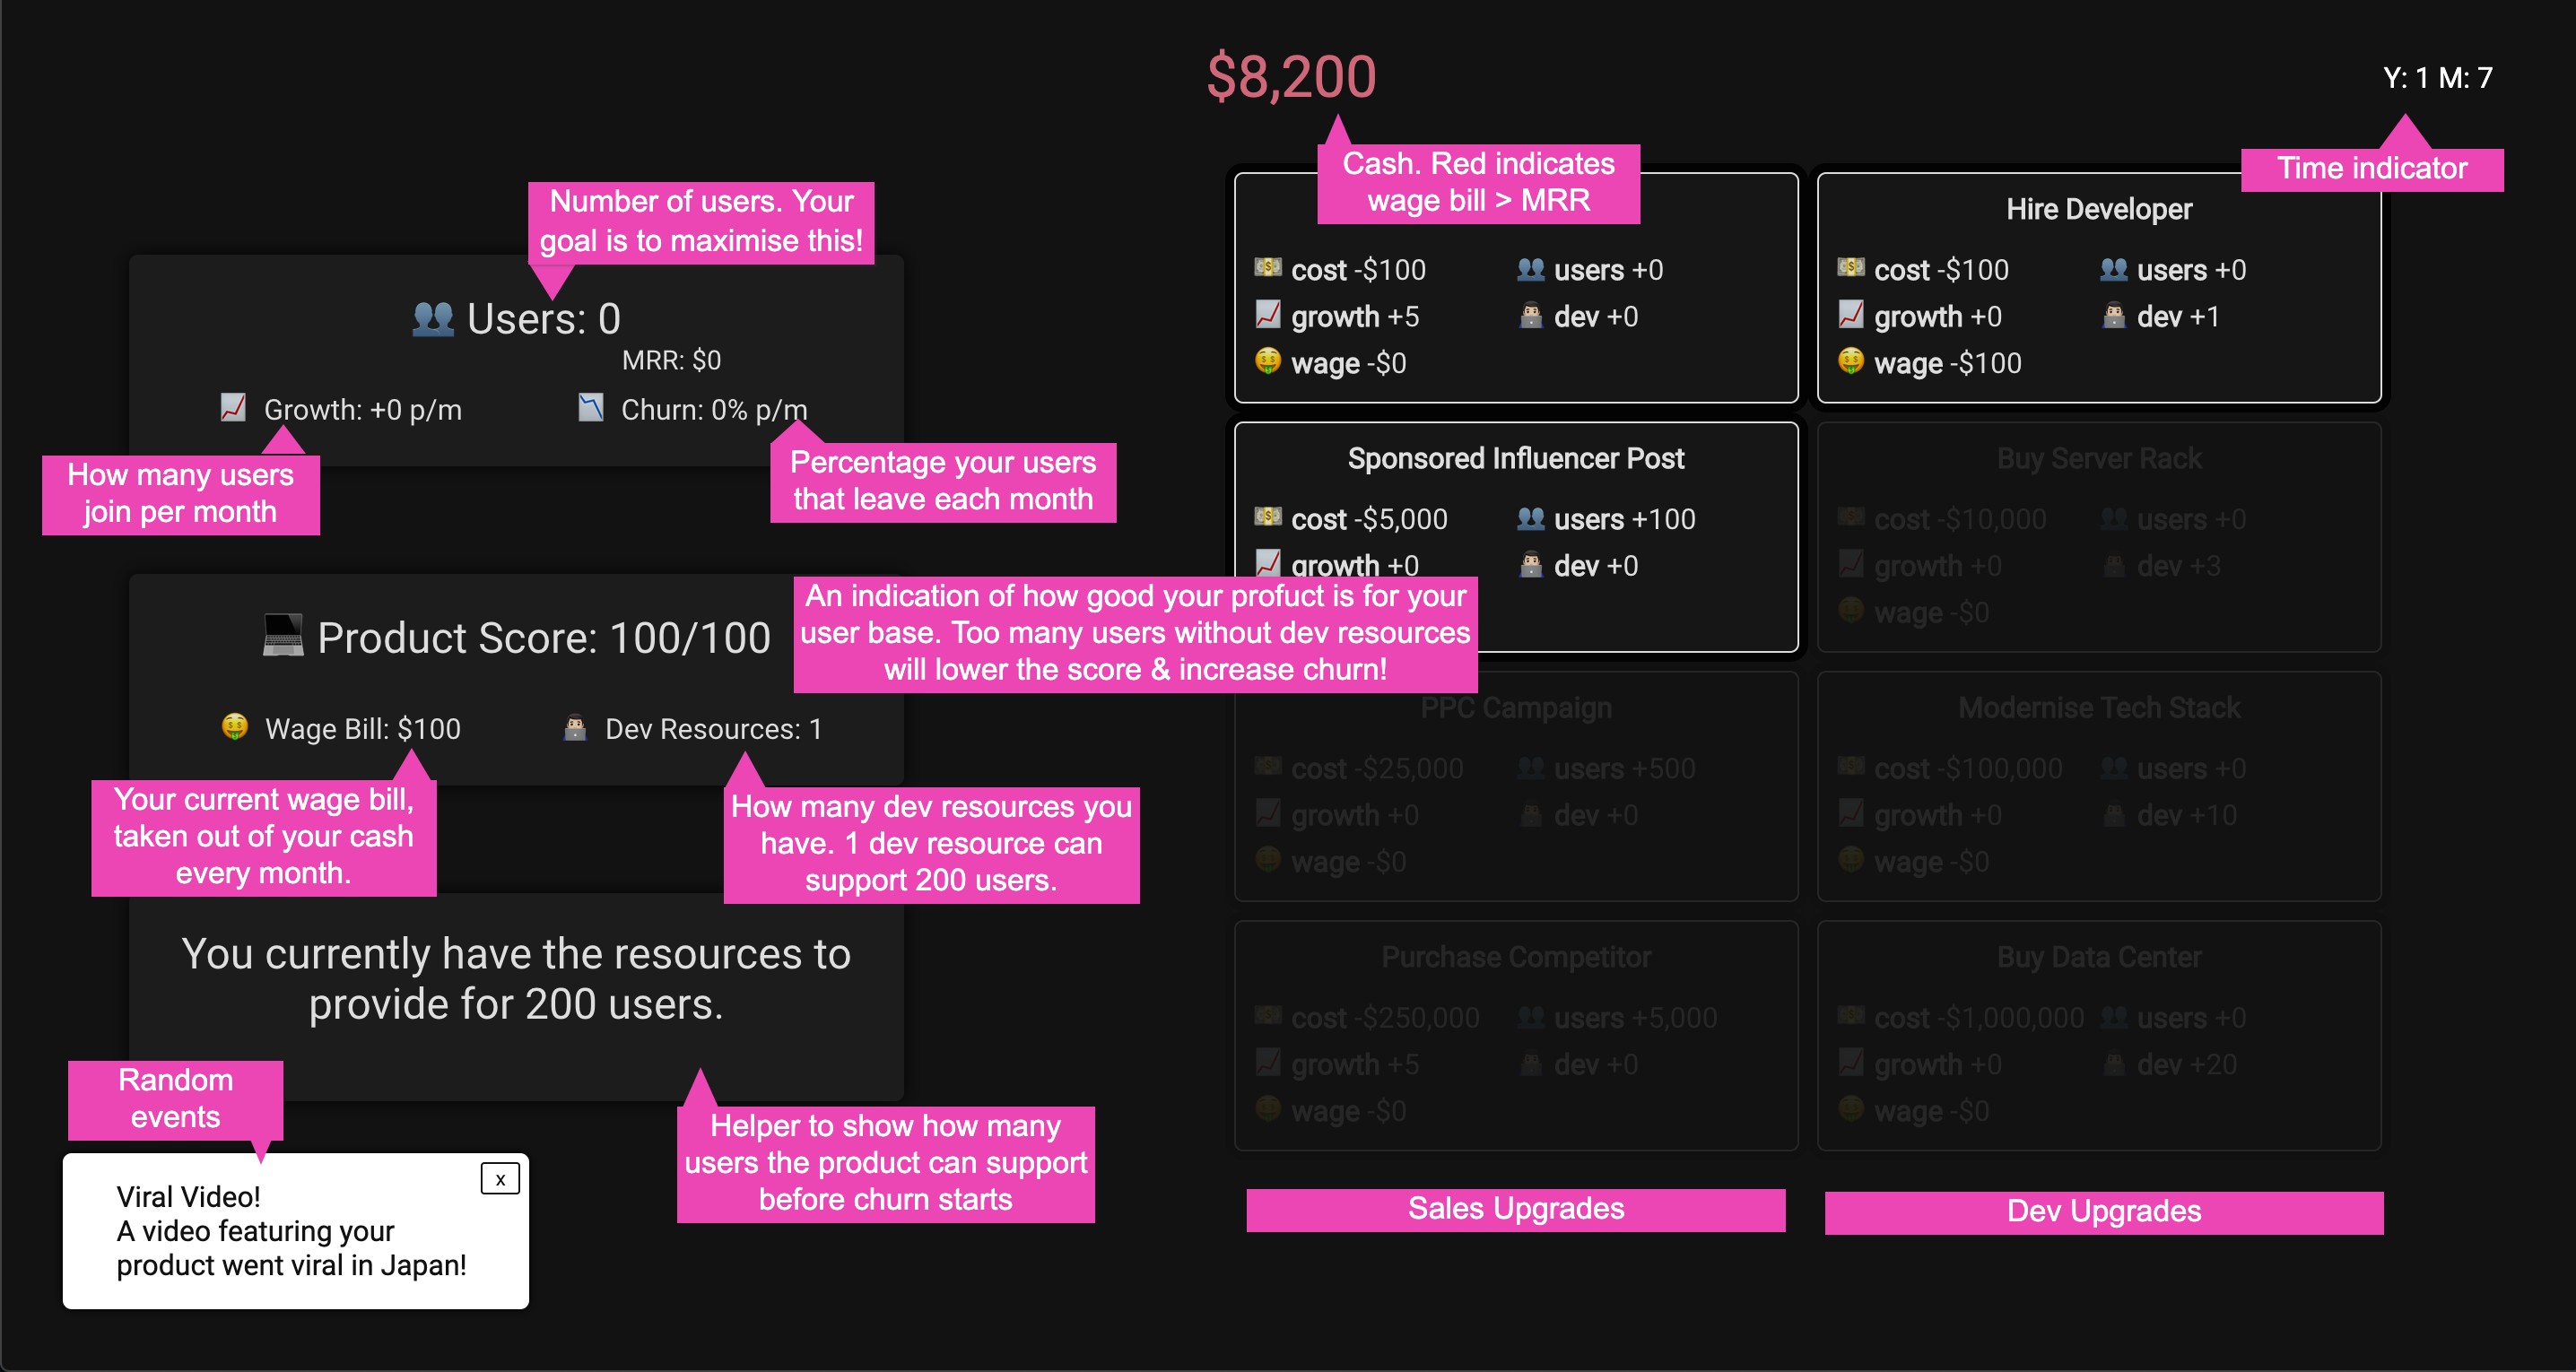 $8,200
Y: 1 M: 7
Cash. Red indicates
wage bill > MRR
Time indicator
Number of users. Your
goal is to maximise this!
Users: 0
MRR: $0
Growth: +0 p/m
Churn: 0% p/m
How many users
join per month
Percentage your users
that leave each month
Product Score: 100/100
An indication of how good your profuct is for your
user base. Too many users without dev resources
will lower the score & increase churn!
Wage Bill: $100
Dev Resources: 1
Your current wage bill,
taken out of your cash
every month.
How many dev resources you
have. 1 dev resource can
support 200 users.
You currently have the resources to
provide for 200 users.
Random
events
Helper to show how many
users the product can support
before churn starts
Viral Video!
x
A video featuring your
product went viral in Japan!
cost -$100
users +0
growth +5
dev +0
wage -$0
Hire Developer
cost -$100
users +0
growth +0
dev +1
wage -$100
Sponsored Influencer Post
cost -$5,000
users +100
growth +0
dev +0
Buy Server Rack
cost -$10,000
users +0
growth +0
dev +3
wage -$0
PPC Campaign
cost -$25,000
users +500
growth +0
dev +0
wage -$0
Modernise Tech Stack
cost -$100,000
users +0
growth +0
dev +10
wage -$0
Purchase Competitor
cost -$250,000
users +5,000
growth +5
dev +0
wage -$0
Buy Data Center
cost -$1,000,000
users +0
growth +0
dev +20
wage -$0
Sales Upgrades
Dev Upgrades